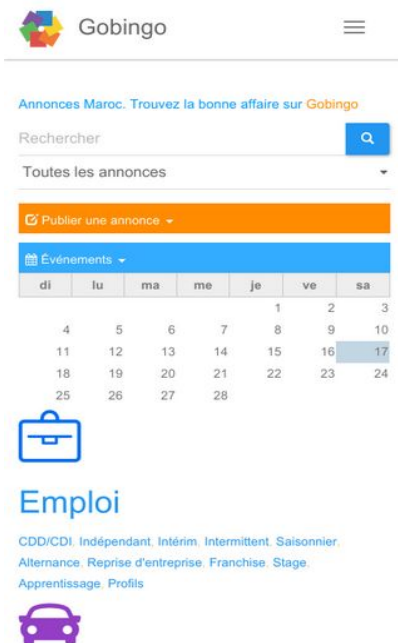 Gobingo
Annonces Maroc. Trouvez la bonne affaire sur Gobingo
Rechercher
Toutes les annonces
Publier une annonce
Événements
di lu ma me je ve sa
1 2 3
4 5 6 7 8 9 10
11 12 13 14 15 16 17
18 19 20 21 22 23 24
25 26 27 28
Emploi
CDD/CDI. Indépendant. Intérim. Intermittent. Saisonnier.
Alternance. Reprise d'entreprise. Franchise. Stage.
Apprentissage. Profils